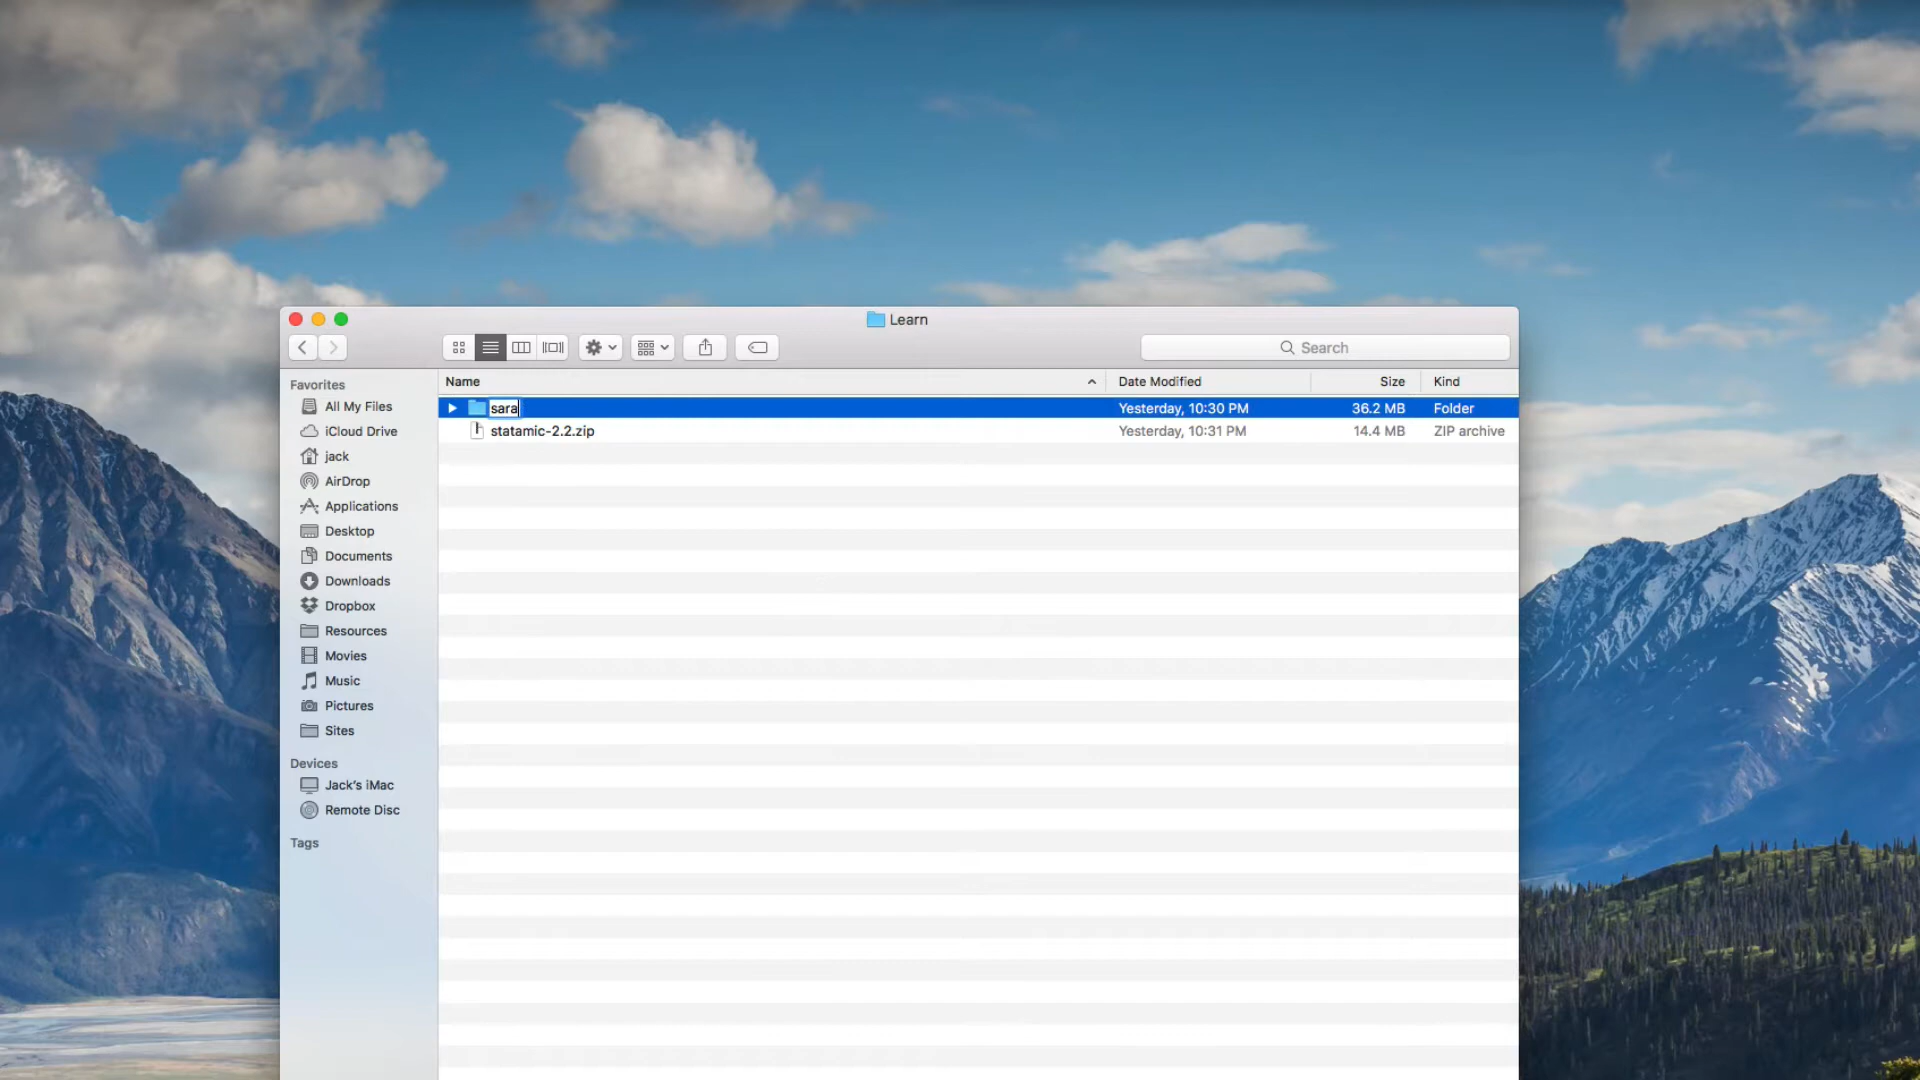 Learn
Search
Favorites
All My Files
iCloud Drive
jack
AirDrop
Applications
Desktop
Documents
Downloads
Dropbox
Resources
Movies
Music
Pictures
Sites
Devices
Jack's iMac
Remote Disc
Tags
Name Date Modified Size Kind
sara Yesterday, 10:30 PM 36.2 MB Folder
statamic-2.2.zip Yesterday, 10:31 PM 14.4 MB ZIP archive